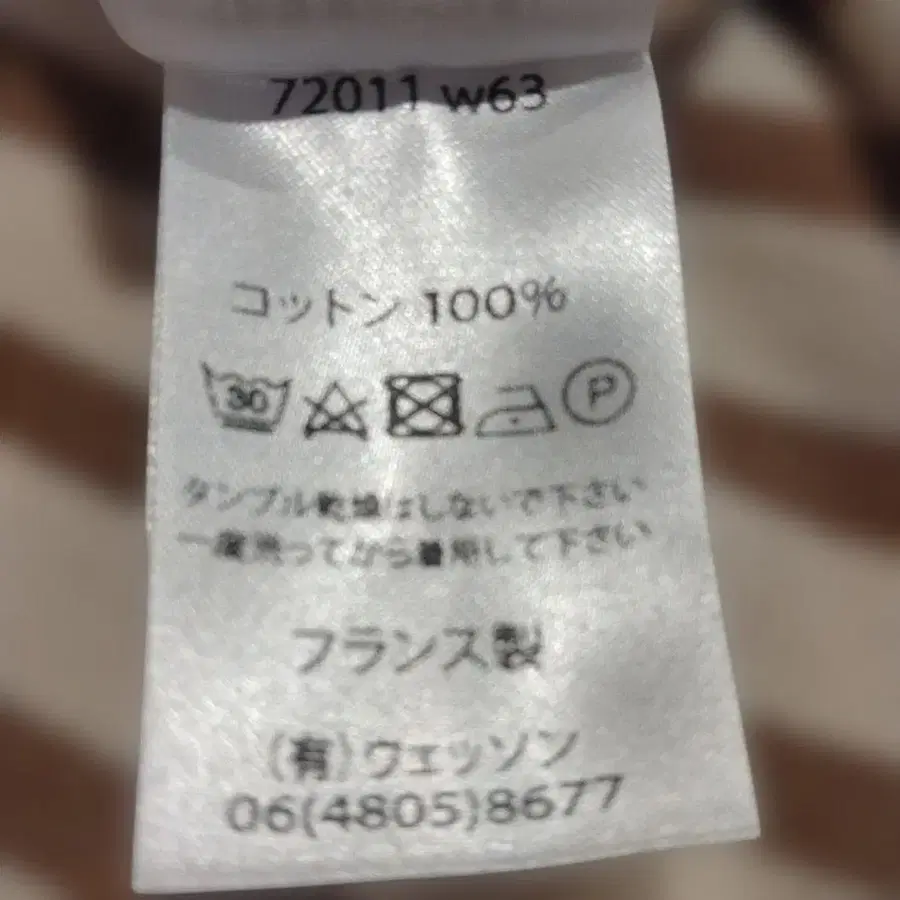 72011 w63
コットン 100%
30
P
タンブル乾燥はしないで下さい
一度洗ってから着用して下さい
フランス製
(有)ウェッソン
06(4805)8677